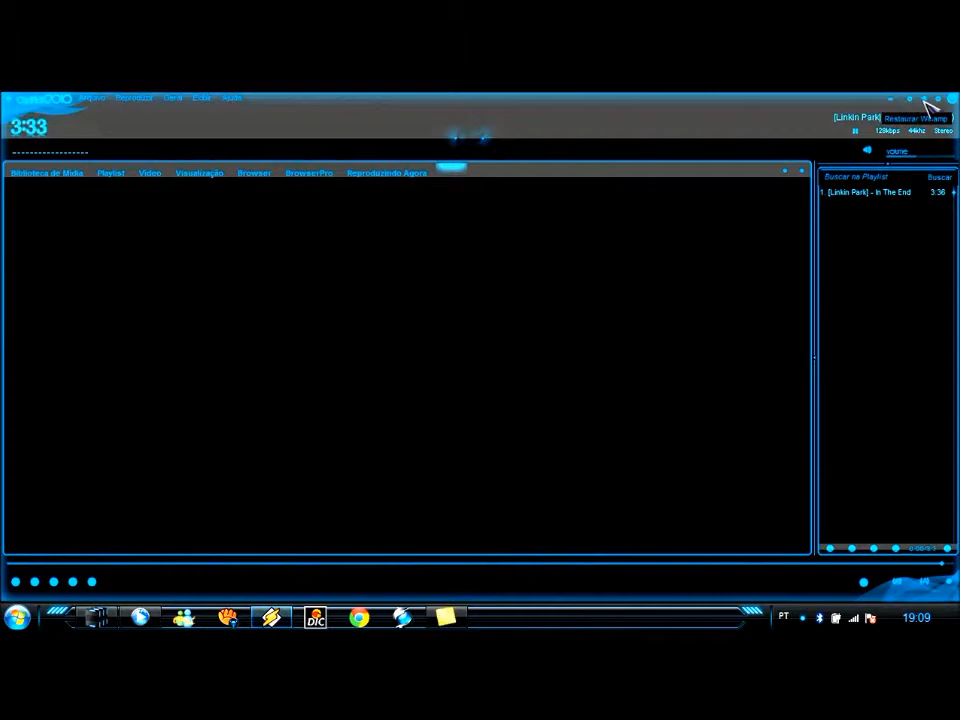 Arquivo Reproduzir Geral Exibir Ajuda
3:33
[Linkin Park]
Restaurar Winamp
128kbps 44khz Stereo
volume
Biblioteca de Mídia Playlist Video Visualização Browser BrowserPro Reproduzindo Agora
Buscar na Playlist Buscar
1. [Linkin Park] - In The End 3:36
DIC
PT
19:09